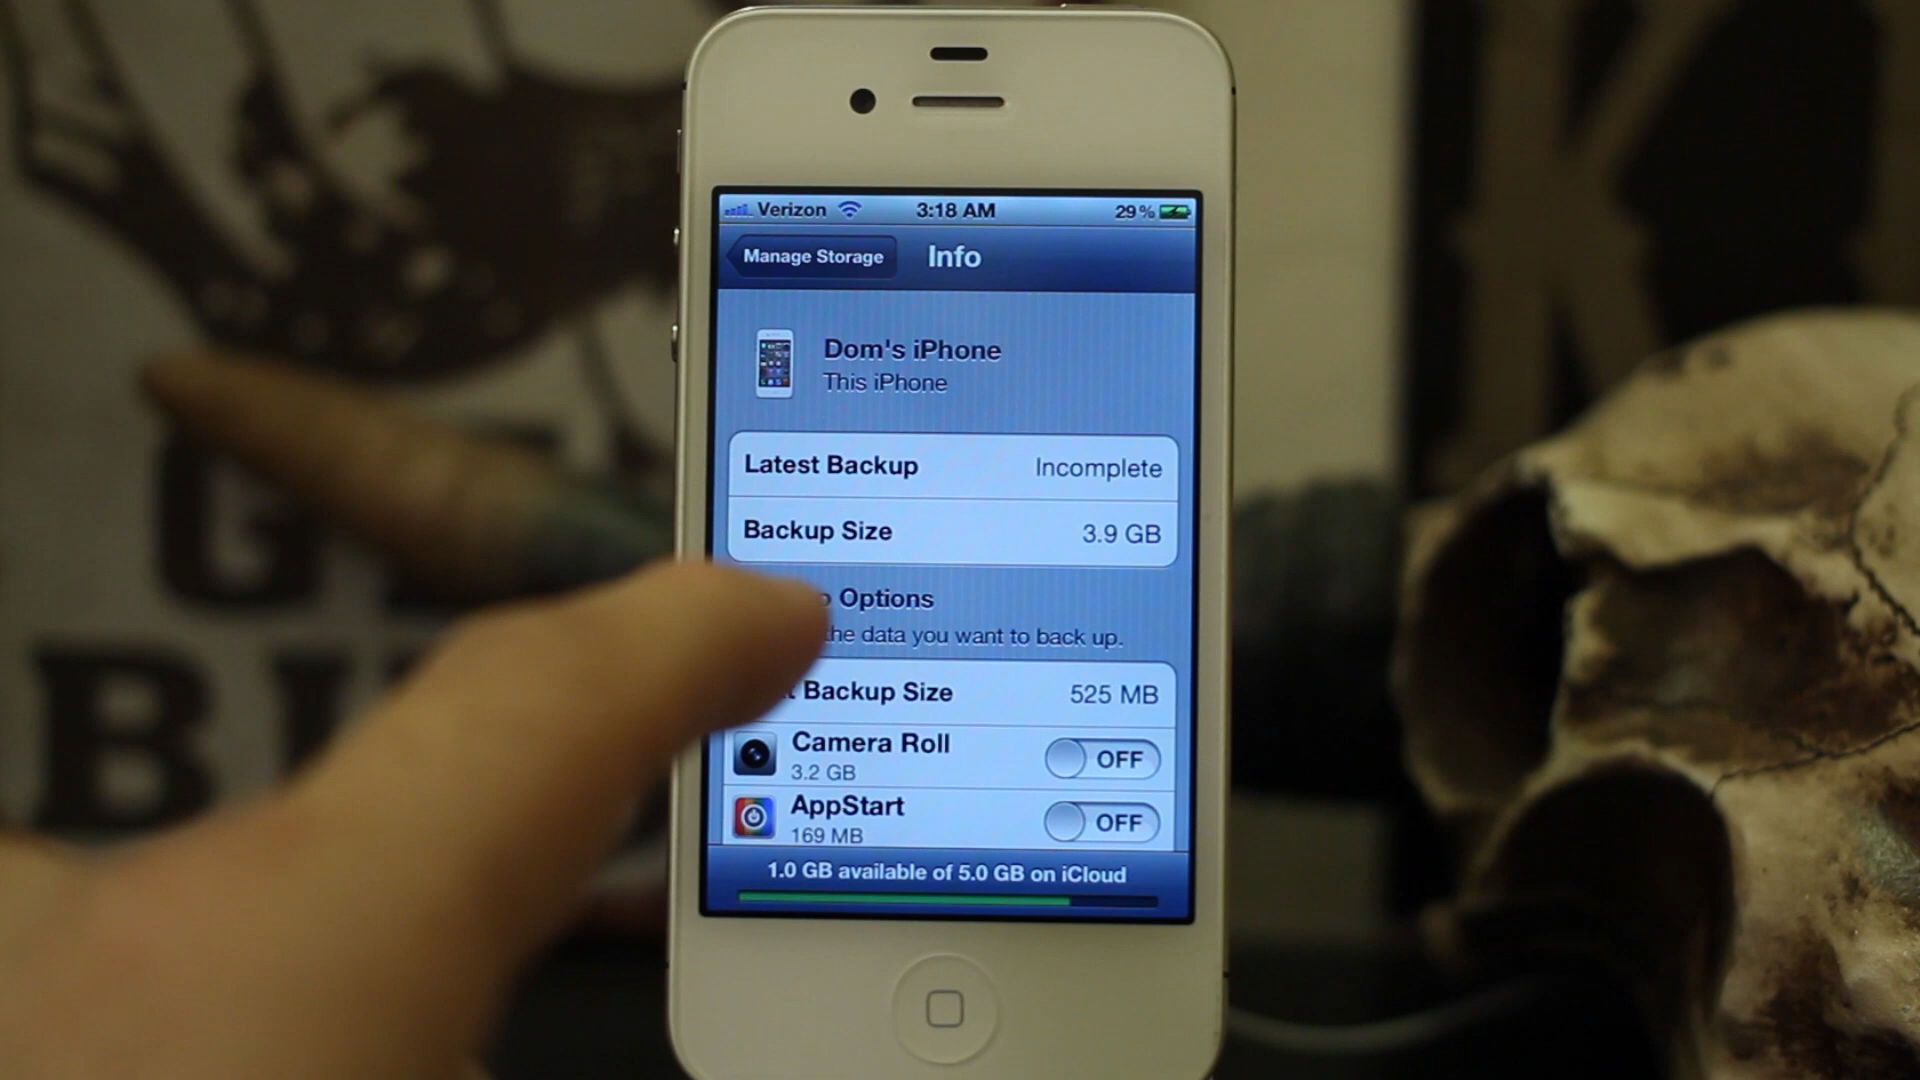 Verizon 3:18 AM 29%
Manage Storage Info
Dom's iPhone
This iPhone
Latest Backup Incomplete
Backup Size 3.9 GB
Options
the data you want to back up.
Backup Size 525 MB
Camera Roll OFF
3.2 GB
AppStart OFF
169 MB
1.0 GB available of 5.0 GB on iCloud